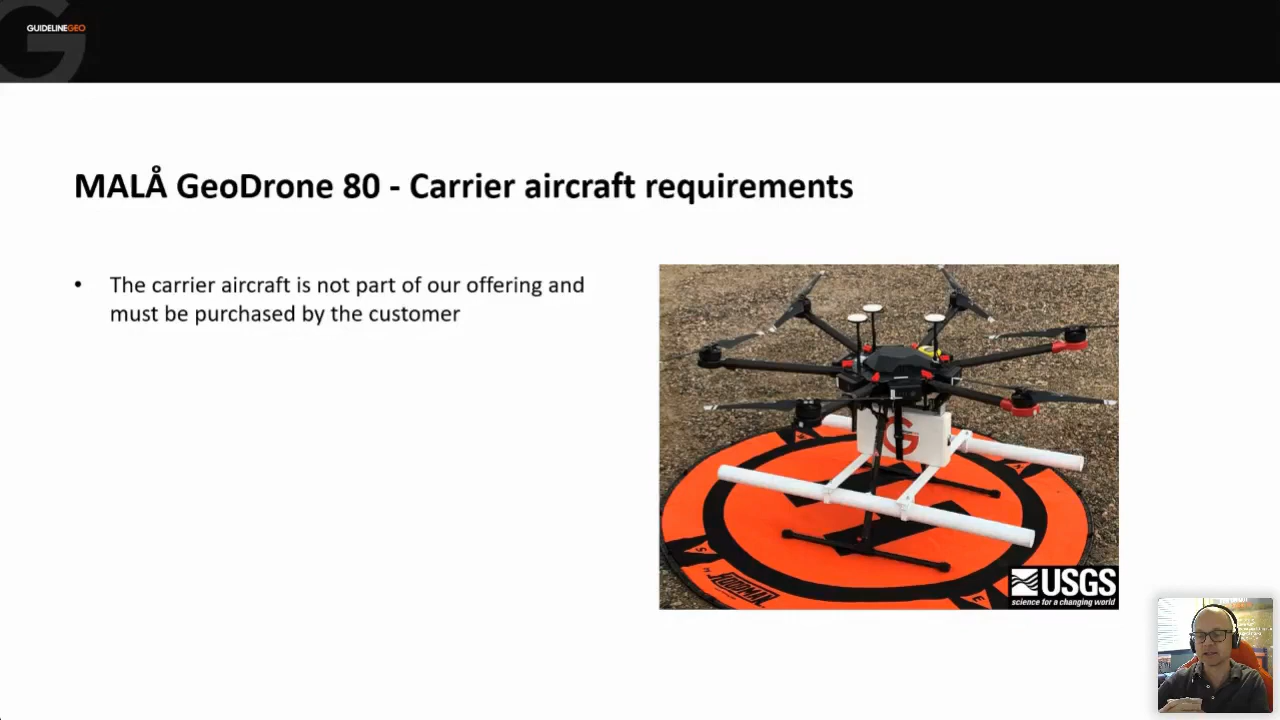 GUIDELINEGEO
MALÅ GeoDrone 80 - Carrier aircraft requirements
• The carrier aircraft is not part of our offering and
must be purchased by the customer
G
N
S
E
HOODMAN
USGS
science for a changing world